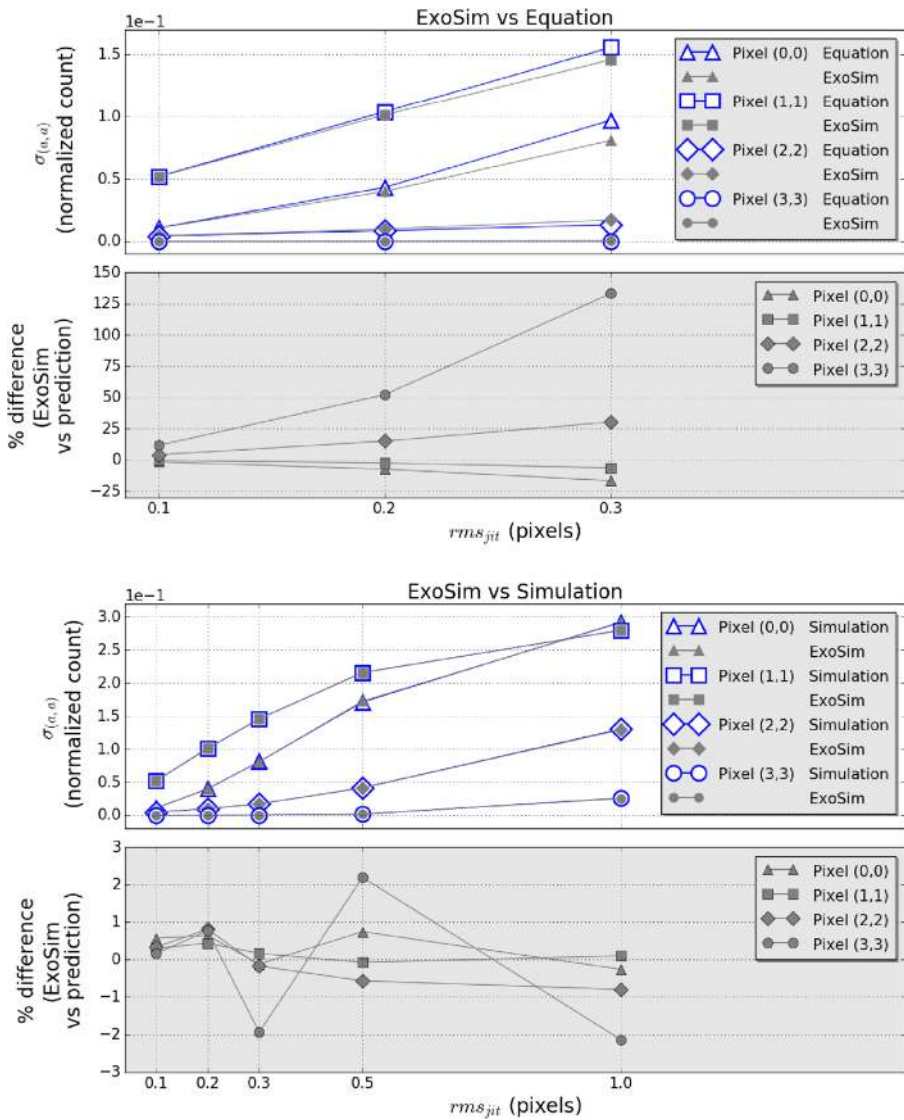 ExoSim vs Equation
1e−1
1.5
1.0
0.5
0.0
σ(a,a)
(normalized count)
Pixel (0,0) Equation
ExoSim
Pixel (1,1) Equation
ExoSim
Pixel (2,2) Equation
ExoSim
Pixel (3,3) Equation
ExoSim
150
125
100
75
50
25
0
−25
% difference
(ExoSim
vs prediction)
Pixel (0,0)
Pixel (1,1)
Pixel (2,2)
Pixel (3,3)
0.1 0.2 0.3
rmsjit (pixels)
ExoSim vs Simulation
1e−1
3.0
2.5
2.0
1.5
1.0
0.5
0.0
σ(a,a)
(normalized count)
Pixel (0,0) Simulation
ExoSim
Pixel (1,1) Simulation
ExoSim
Pixel (2,2) Simulation
ExoSim
Pixel (3,3) Simulation
ExoSim
3
2
1
0
−1
−2
−3
% difference
(ExoSim
vs prediction)
Pixel (0,0)
Pixel (1,1)
Pixel (2,2)
Pixel (3,3)
0.1 0.2 0.3 0.5 1.0
rmsjit (pixels)